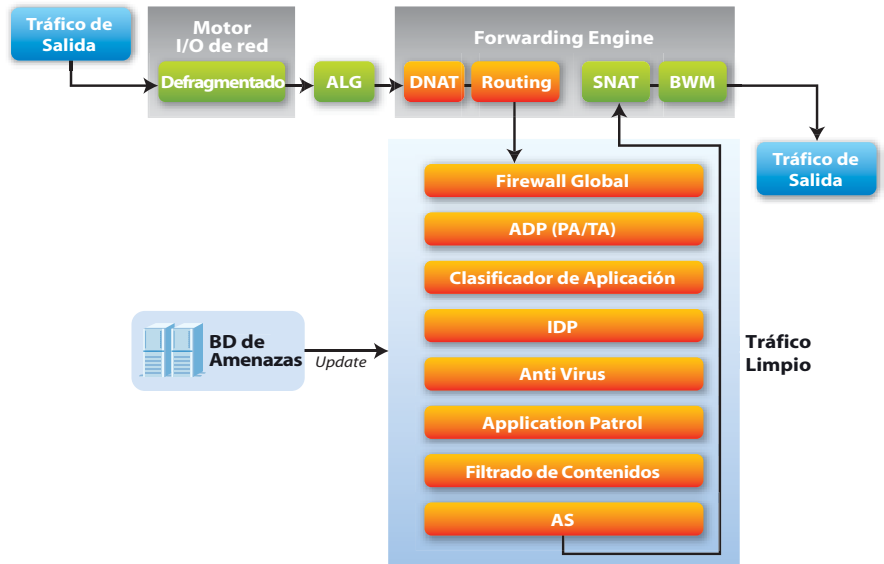 Tráfico de
Salida
Motor
I/O de red
Defragmentado
ALG
Forwarding Engine
DNAT
Routing
SNAT
BWM
Tráfico de
Salida
Firewall Global
ADP (PA/TA)
Clasificador de Aplicación
IDP
Anti Virus
Application Patrol
Filtrado de Contenidos
AS
BD de
Amenazas
Update
Tráfico
Limpio